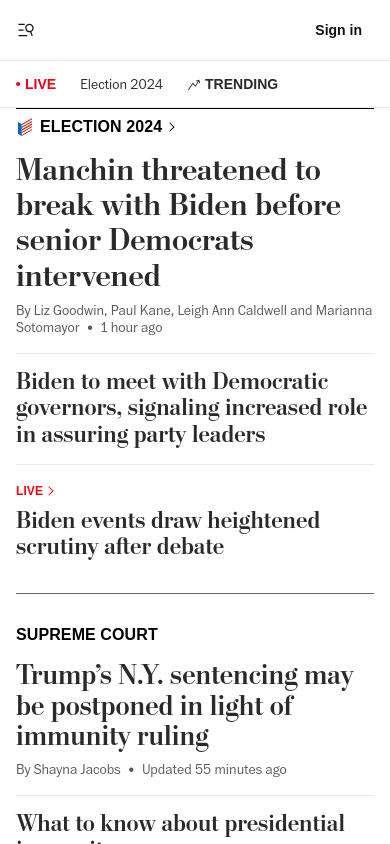 Sign in
LIVE
Election 2024
TRENDING
ELECTION 2024
Manchin threatened to
break with Biden before
senior Democrats
intervened
By Liz Goodwin, Paul Kane, Leigh Ann Caldwell and Marianna
Sotomayor • 1 hour ago
Biden to meet with Democratic
governors, signaling increased role
in assuring party leaders
LIVE
Biden events draw heightened
scrutiny after debate
SUPREME COURT
Trump’s N.Y. sentencing may
be postponed in light of
immunity ruling
By Shayna Jacobs • Updated 55 minutes ago
What to know about presidential